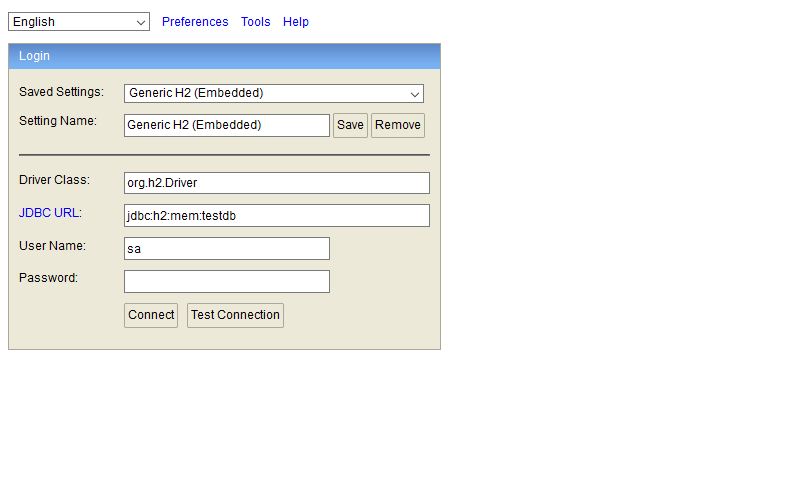 English Preferences Tools Help
Login
Saved Settings: Generic H2 (Embedded)
Setting Name: Generic H2 (Embedded) Save Remove
Driver Class: org.h2.Driver
JDBC URL: jdbc:h2:mem:testdb
User Name: sa
Password:
Connect Test Connection